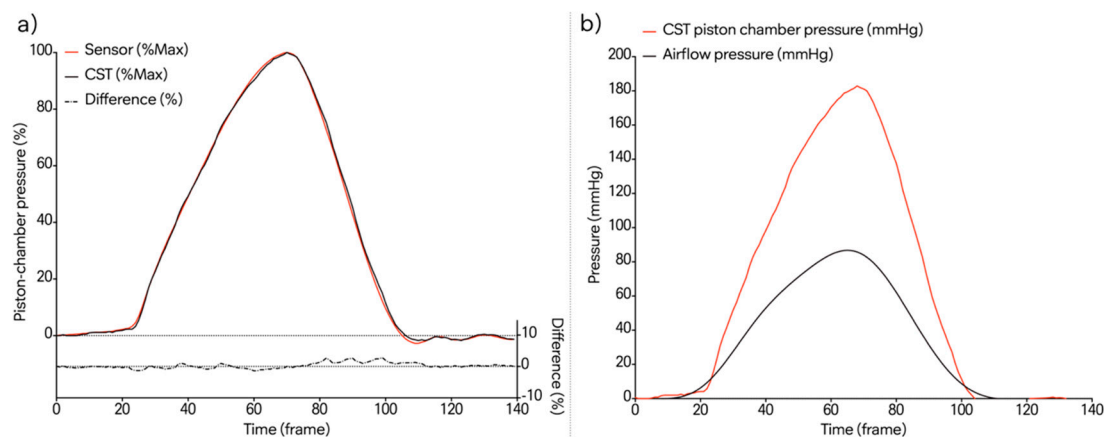 a)
Sensor (%Max)
CST (%Max)
Difference (%)
Piston-chamber pressure (%)
100
80
60
40
20
0
10
0
-10
Difference (%)
0 20 40 60 80 100 120 140
Time (frame)
b)
CST piston chamber pressure (mmHg)
Airflow pressure (mmHg)
Pressure (mmHg)
200
180
160
140
120
100
80
60
40
20
0
0 20 40 60 80 100 120 140
Time (frame)